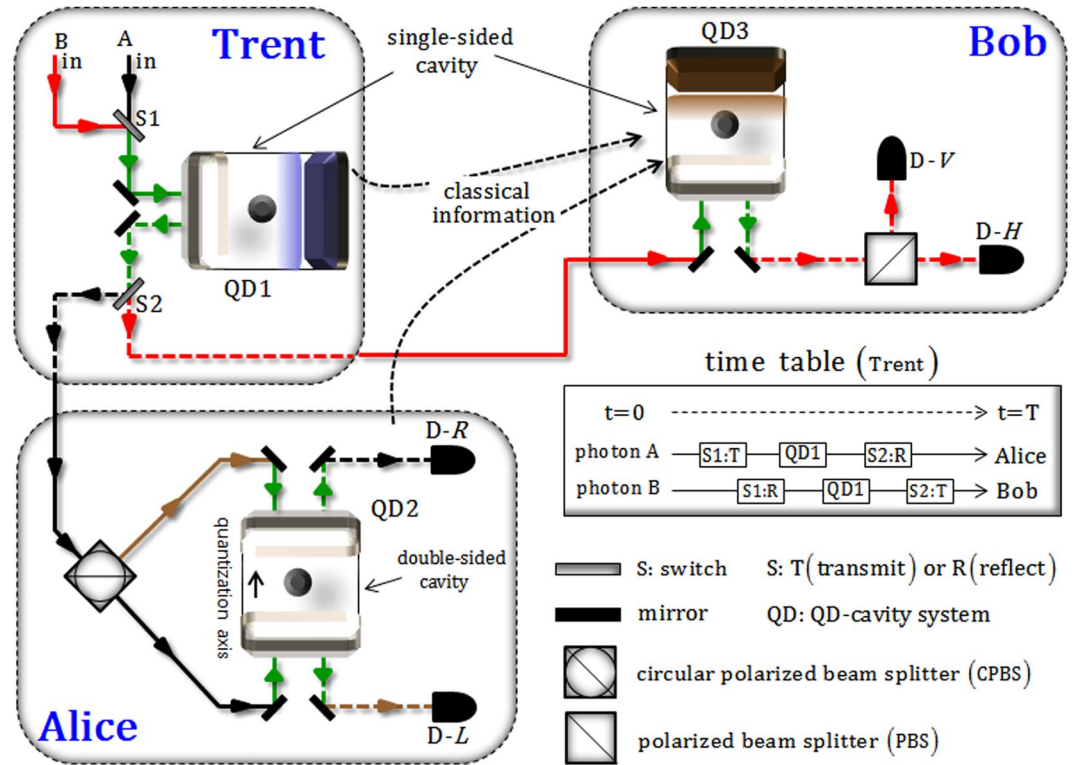 Trent
B
in
A
in
S1
QD1
S2
single-sided
cavity
classical
information
QD3
Bob
D-V
D-H
time table (Trent)
t=0
t=T
photon A
S1:T
QD1
S2:R
Alice
photon B
S1:R
QD1
S2:T
Bob
D-R
QD2
quantization axis
double-sided
cavity
D-L
Alice
S: switch
S: T(transmit) or R(reflect)
mirror
QD: QD-cavity system
circular polarized beam splitter (CPBS)
polarized beam splitter (PBS)